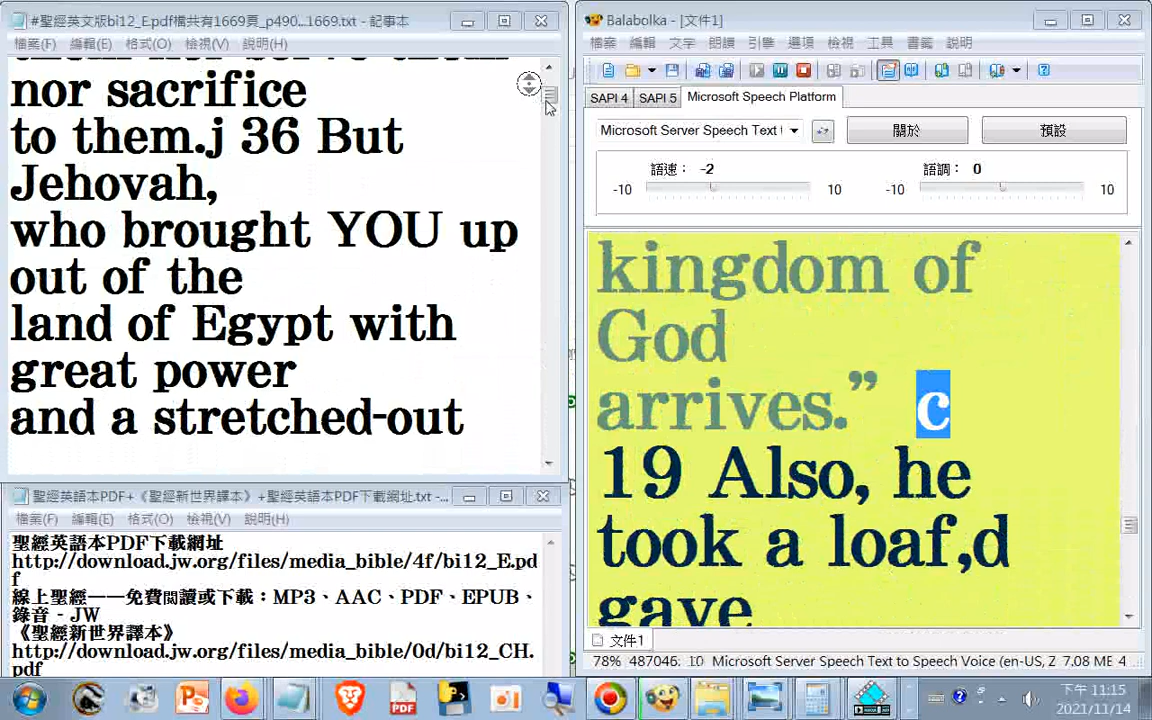 #聖經英文版bi12_E.pdf檔共有1669頁_p490...1669.txt - 記事本
檔案(F) 編輯(E) 格式(O) 檢視(V) 說明(H)
nor sacrifice
to them.j 36 But
Jehovah,
who brought YOU up
out of the
land of Egypt with
great power
and a stretched-out
聖經英語本PDF+《聖經新世界譯本》+聖經英語本PDF下載網址.txt -...
檔案(F) 編輯(E) 格式(O) 檢視(V) 說明(H)
聖經英語本PDF下載網址
http://download.jw.org/files/media_bible/4f/bi12_E.pd
f
線上聖經──免費閱讀或下載：MP3、AAC、PDF、EPUB、
錄音 - JW
《聖經新世界譯本》
http://download.jw.org/files/media_bible/0d/bi12_CH.
pdf
Balabolka - [文件1]
檔案 編輯 文字 朗讀 引擎 選項 檢視 工具 書籤 說明
SAPI 4 SAPI 5 Microsoft Speech Platform
Microsoft Server Speech Text 關於 預設
語速： -2 語調： 0
-10 10 -10 10
kingdom of
God
arrives.” c
19 Also, he
took a loaf,d
gave
文件1
78% 487046: 10 Microsoft Server Speech Text to Speech Voice (en-US, Z 7.08 ME 4
下午 11:15
2021/11/14